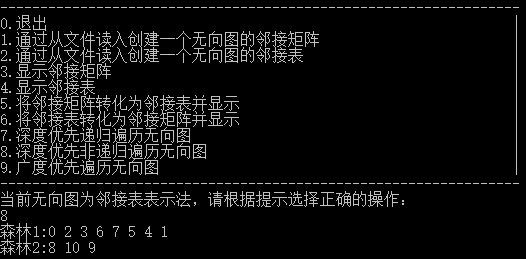 0.退出
1.通过从文件读入创建一个无向图的邻接矩阵
2.通过从文件读入创建一个无向图的邻接表
3.显示邻接矩阵
4.显示邻接表
5.将邻接矩阵转化为邻接表并显示
6.将邻接表转化为邻接矩阵并显示
7.深度优先递归遍历无向图
8.深度优先非递归遍历无向图
9.广度优先遍历无向图
当前无向图为邻接表表示法，请根据提示选择正确的操作：
8
森林1:0 2 3 6 7 5 4 1
森林2:8 10 9